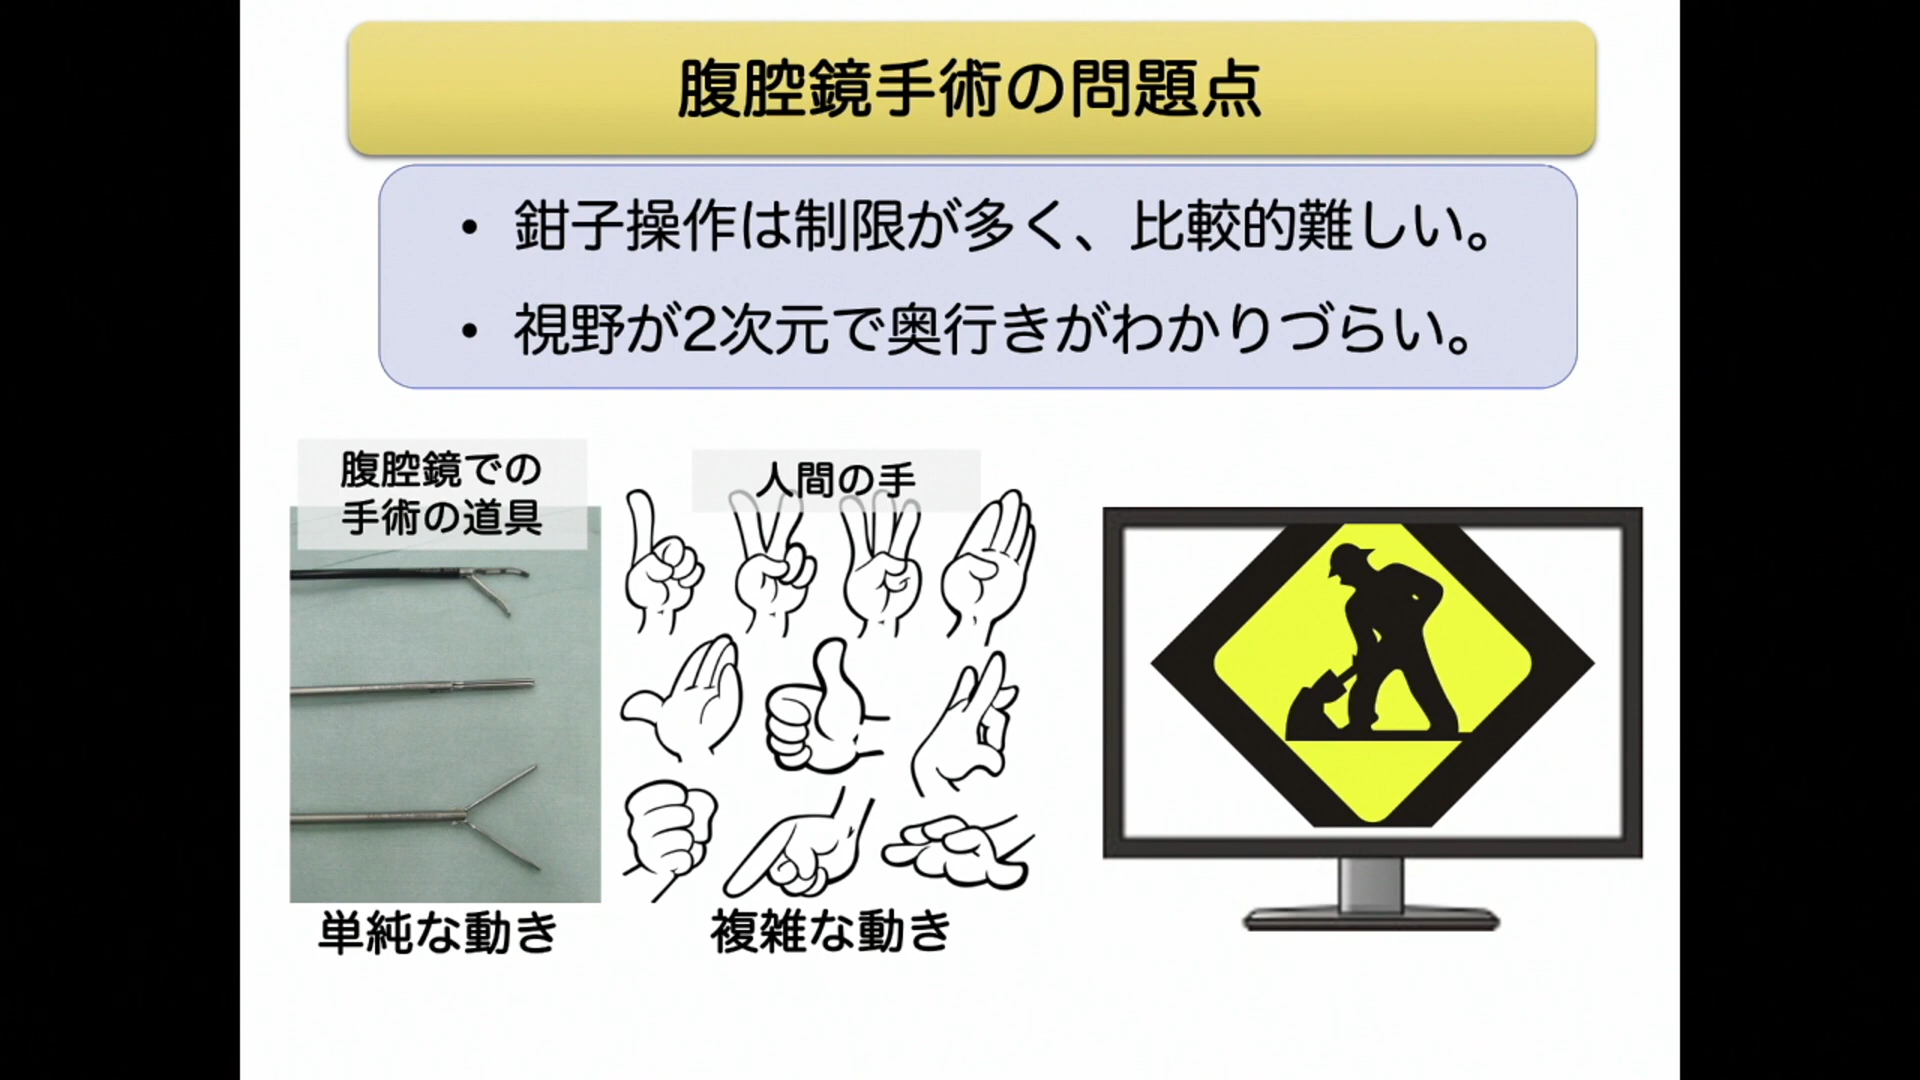 腹腔鏡手術の問題点
• 鉗子操作は制限が多く、比較的難しい。
• 視野が2次元で奥行きがわかりづらい。
腹腔鏡での
手術の道具
人間の手
単純な動き
複雑な動き